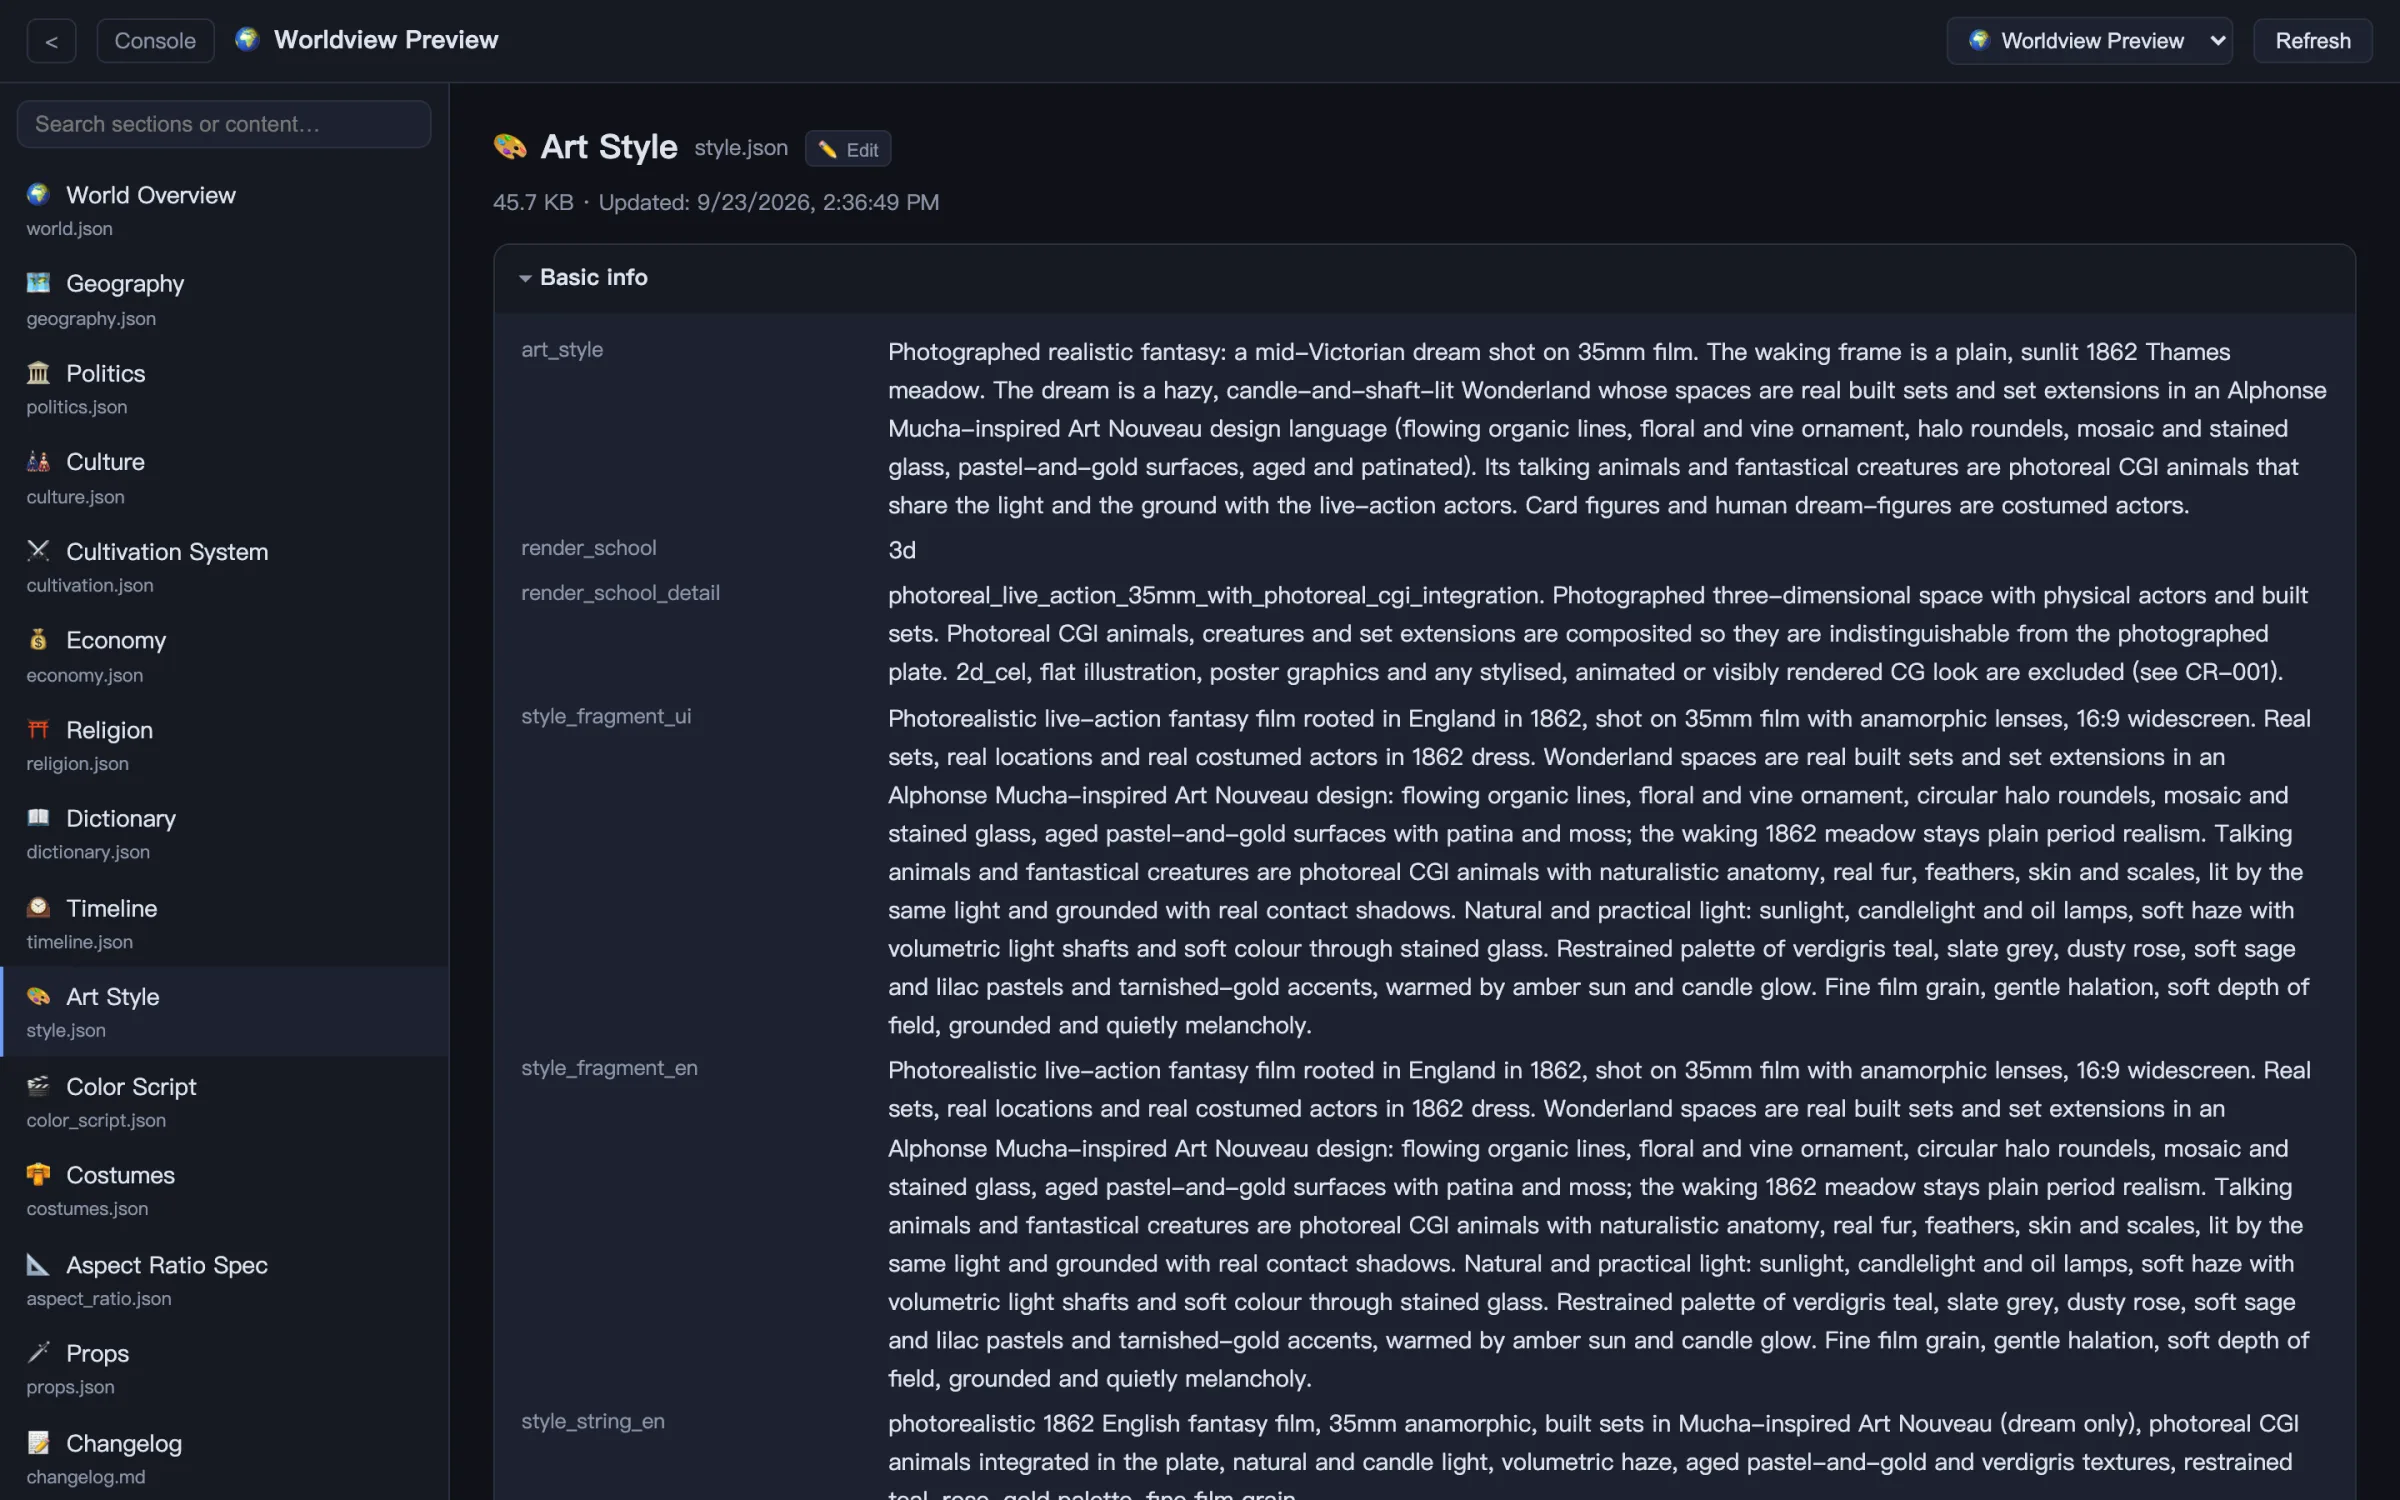 <
Console
Worldview Preview
Worldview Preview
Refresh
Search sections or content…
World Overview
world.json
Geography
geography.json
Politics
politics.json
Culture
culture.json
Cultivation System
cultivation.json
Economy
economy.json
Religion
religion.json
Dictionary
dictionary.json
Timeline
timeline.json
Art Style
style.json
Color Script
color_script.json
Costumes
costumes.json
Aspect Ratio Spec
aspect_ratio.json
Props
props.json
Changelog
changelog.md
Art Style style.json Edit
45.7 KB · Updated: 9/23/2026, 2:36:49 PM
Basic info
art_style
Photographed realistic fantasy: a mid–Victorian dream shot on 35mm film. The waking frame is a plain, sunlit 1862 Thames
meadow. The dream is a hazy, candle–and–shaft–lit Wonderland whose spaces are real built sets and set extensions in an Alphonse
Mucha–inspired Art Nouveau design language (flowing organic lines, floral and vine ornament, halo roundels, mosaic and stained
glass, pastel–and–gold surfaces, aged and patinated). Its talking animals and fantastical creatures are photoreal CGI animals that
share the light and the ground with the live–action actors. Card figures and human dream–figures are costumed actors.
render_school
3d
render_school_detail
photoreal_live_action_35mm_with_photoreal_cgi_integration. Photographed three–dimensional space with physical actors and built
sets. Photoreal CGI animals, creatures and set extensions are composited so they are indistinguishable from the photographed
plate. 2d_cel, flat illustration, poster graphics and any stylised, animated or visibly rendered CG look are excluded (see CR–001).
style_fragment_ui
Photorealistic live–action fantasy film rooted in England in 1862, shot on 35mm film with anamorphic lenses, 16:9 widescreen. Real
sets, real locations and real costumed actors in 1862 dress. Wonderland spaces are real built sets and set extensions in an
Alphonse Mucha–inspired Art Nouveau design: flowing organic lines, floral and vine ornament, circular halo roundels, mosaic and
stained glass, aged pastel–and–gold surfaces with patina and moss; the waking 1862 meadow stays plain period realism. Talking
animals and fantastical creatures are photoreal CGI animals with naturalistic anatomy, real fur, feathers, skin and scales, lit by the
same light and grounded with real contact shadows. Natural and practical light: sunlight, candlelight and oil lamps, soft haze with
volumetric light shafts and soft colour through stained glass. Restrained palette of verdigris teal, slate grey, dusty rose, soft sage
and lilac pastels and tarnished–gold accents, warmed by amber sun and candle glow. Fine film grain, gentle halation, soft depth of
field, grounded and quietly melancholy.
style_fragment_en
Photorealistic live–action fantasy film rooted in England in 1862, shot on 35mm film with anamorphic lenses, 16:9 widescreen. Real
sets, real locations and real costumed actors in 1862 dress. Wonderland spaces are real built sets and set extensions in an
Alphonse Mucha–inspired Art Nouveau design: flowing organic lines, floral and vine ornament, circular halo roundels, mosaic and
stained glass, aged pastel–and–gold surfaces with patina and moss; the waking 1862 meadow stays plain period realism. Talking
animals and fantastical creatures are photoreal CGI animals with naturalistic anatomy, real fur, feathers, skin and scales, lit by the
same light and grounded with real contact shadows. Natural and practical light: sunlight, candlelight and oil lamps, soft haze with
volumetric light shafts and soft colour through stained glass. Restrained palette of verdigris teal, slate grey, dusty rose, soft sage
and lilac pastels and tarnished–gold accents, warmed by amber sun and candle glow. Fine film grain, gentle halation, soft depth of
field, grounded and quietly melancholy.
style_string_en
photorealistic 1862 English fantasy film, 35mm anamorphic, built sets in Mucha–inspired Art Nouveau (dream only), photoreal CGI
animals integrated in the plate, natural and candle light, volumetric haze, aged pastel–and–gold and verdigris textures, restrained
teal, rose, gold palette, fine film grain